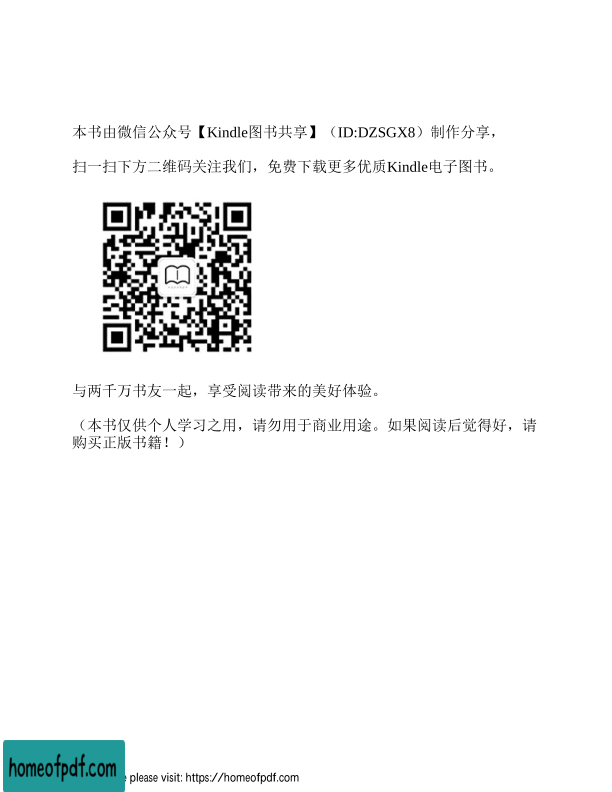 本书由微信公众号【Kindle图书共享】（ID:DZSGX8）制作分享，
扫一扫下方二维码关注我们，免费下载更多优质Kindle电子图书。
与两千万书友一起，享受阅读带来的美好体验。
（本书仅供个人学习之用，请勿用于商业用途。如果阅读后觉得好，请
购买正版书籍！）
homeofpdf.com
please visit: https://homeofpdf.com